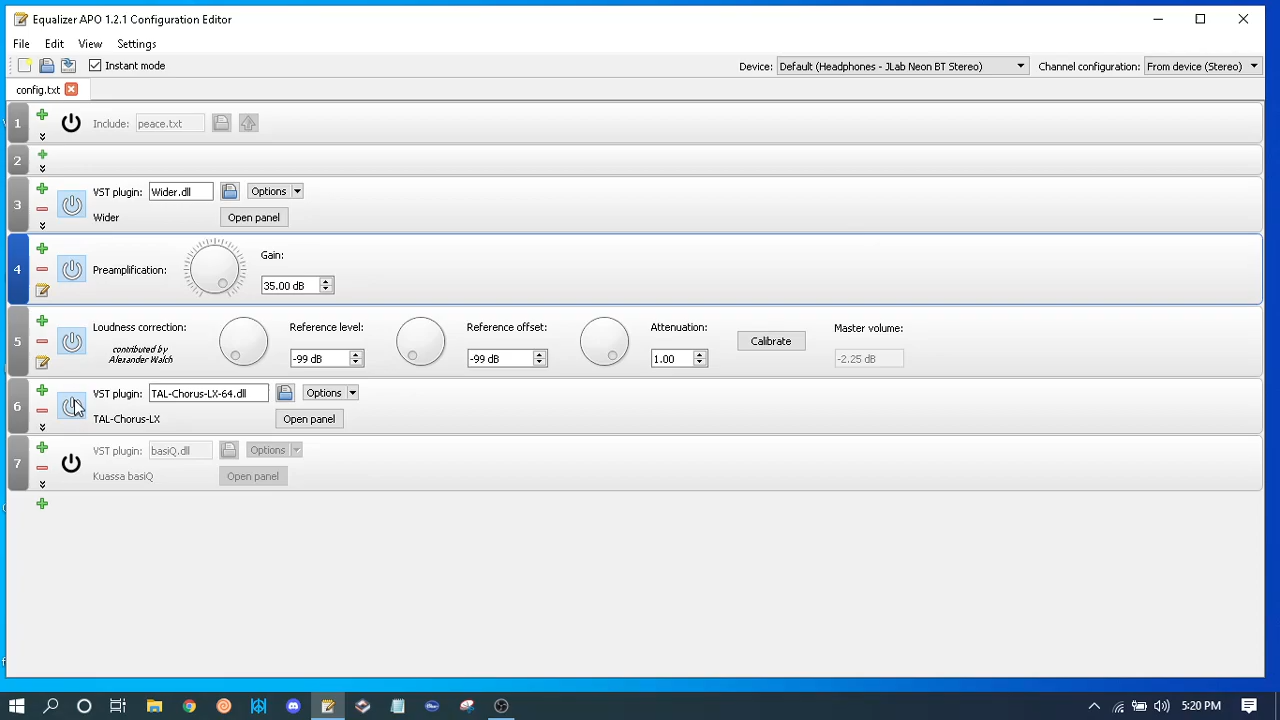 Equalizer APO 1.2.1 Configuration Editor
File Edit View Settings
Instant mode Device: Default (Headphones - JLab Neon BT Stereo) Channel configuration: From device (Stereo)
config.txt
1 Include: peace.txt
2
3 VST plugin: Wider.dll Options
Wider Open panel
4 Preamplification: Gain:
35.00 dB
5 Loudness correction: Reference level: Reference offset: Attenuation: Master volume:
contributed by
Alexander Walch
-99 dB -99 dB 1.00 Calibrate -2.25 dB
6 VST plugin: TAL-Chorus-LX-64.dll Options
TAL-Chorus-LX Open panel
7 VST plugin: basiQ.dll Options
Kuassa basiQ Open panel
5:20 PM